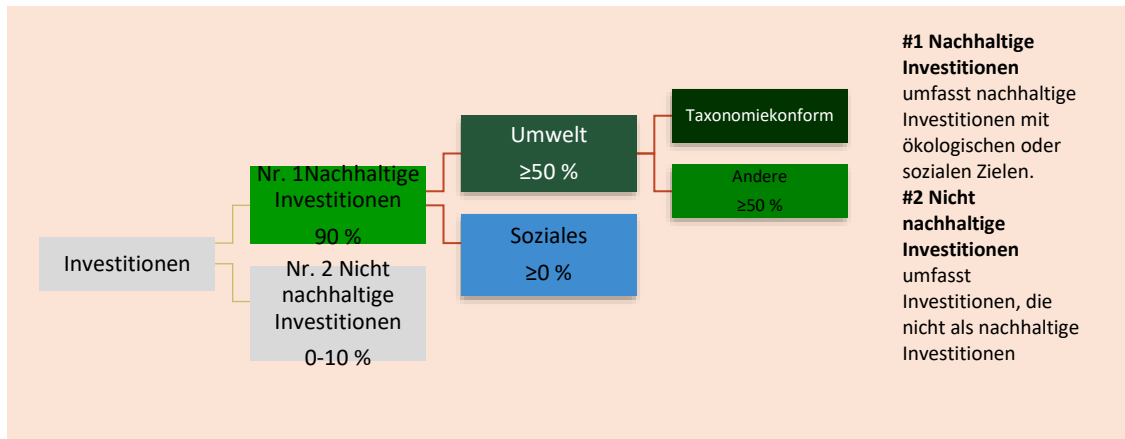 Investitionen
Nr. 1Nachhaltige
Investitionen
90 %
Nr. 2 Nicht
nachhaltige
Investitionen
0-10 %
Umwelt
≥50 %
Soziales
≥0 %
Taxonomiekonform
Andere
≥50 %
#1 Nachhaltige
Investitionen
umfasst nachhaltige
Investitionen mit
ökologischen oder
sozialen Zielen.
#2 Nicht
nachhaltige
Investitionen
umfasst
Investitionen, die
nicht als nachhaltige
Investitionen